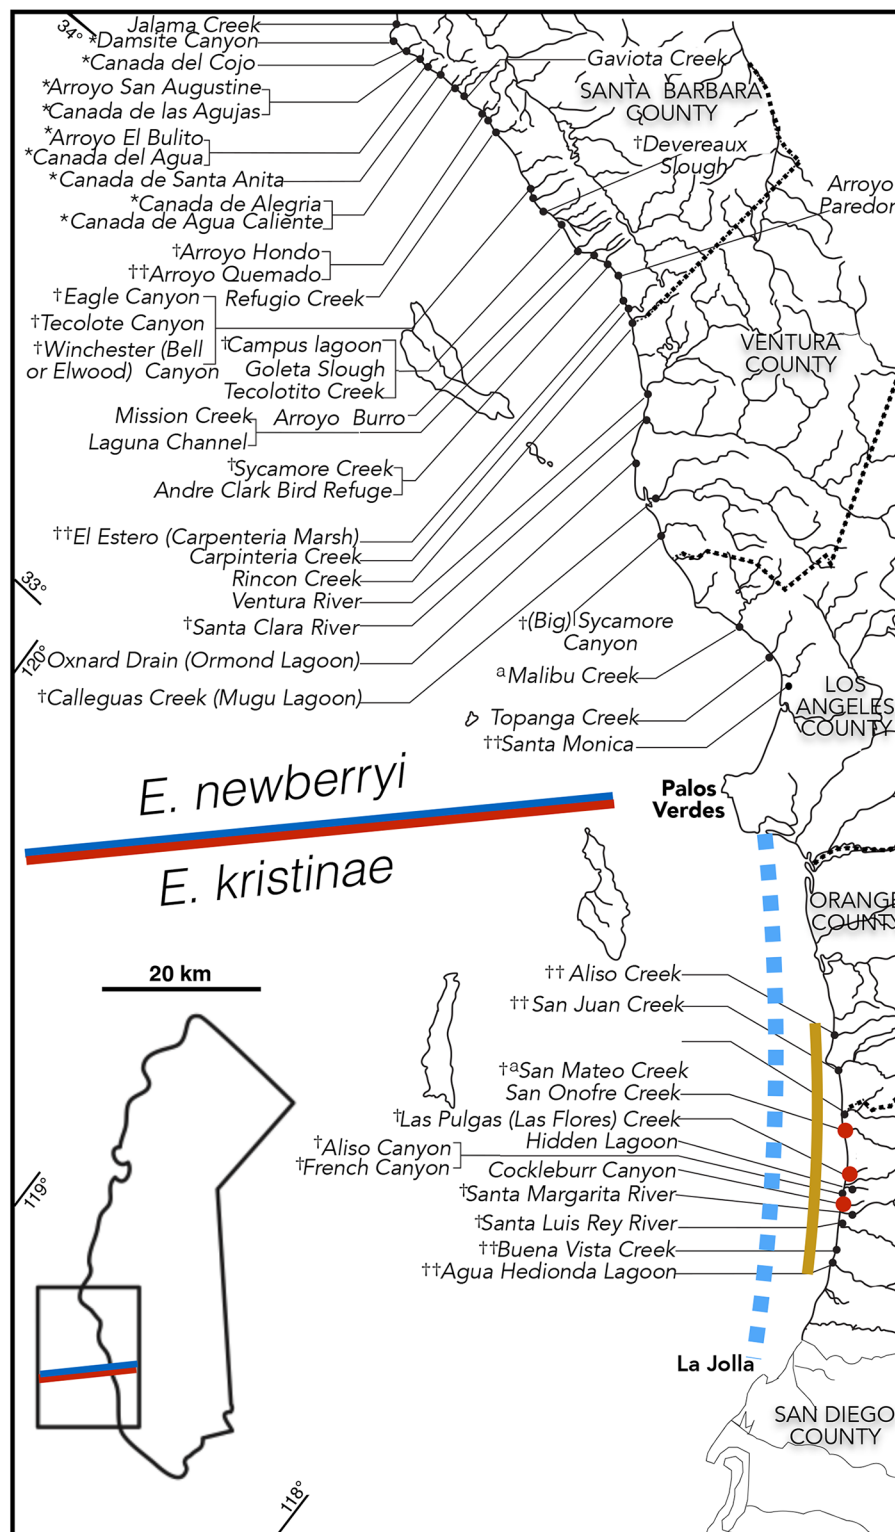 34°
Jalama Creek
*Damsite Canyon
*Canada del Cojo
Gaviota Creek
SANTA BARBARA
COUNTY
*Arroyo San Augustine
*Canada de las Agujas
*Arroyo El Bulito
*Canada del Agua
†Devereaux
Slough
*Canada de Santa Anita
Arroyo
Paredon
*Canada de Alegria
*Canada de Agua Caliente
†Arroyo Hondo
††Arroyo Quemado
†Eagle Canyon
Refugio Creek
†Tecolote Canyon
†Winchester (Bell
or Elwood) Canyon
†Campus lagoon
Goleta Slough
Tecolotito Creek
VENTURA
COUNTY
Mission Creek
Arroyo Burro
Laguna Channel
†Sycamore Creek
Andre Clark Bird Refuge
††El Estero (Carpenteria Marsh)
Carpinteria Creek
33°
Rincon Creek
Ventura River
†Santa Clara River
†(Big) Sycamore
Canyon
120°
Oxnard Drain (Ormond Lagoon)
ᵃMalibu Creek
†Calleguas Creek (Mugu Lagoon)
LOS
ANGELES
COUNTY
Topanga Creek
††Santa Monica
E. newberryi
Palos
Verdes
E. kristinae
ORANGE
COUNTY
20 km
†† Aliso Creek
†† San Juan Creek
†ᵃSan Mateo Creek
San Onofre Creek
†Las Pulgas (Las Flores) Creek
Hidden Lagoon
†Aliso Canyon
†French Canyon
Cockleburr Canyon
119°
†Santa Margarita River
†Santa Luis Rey River
††Buena Vista Creek
††Agua Hedionda Lagoon
La Jolla
SAN DIEGO
COUNTY
118°